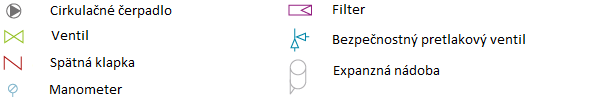 Cirkulačné čerpadlo
Ventil
Spätná klapka
Manometer
Filter
Bezpečnostný pretlakový ventil
Expanzná nádoba